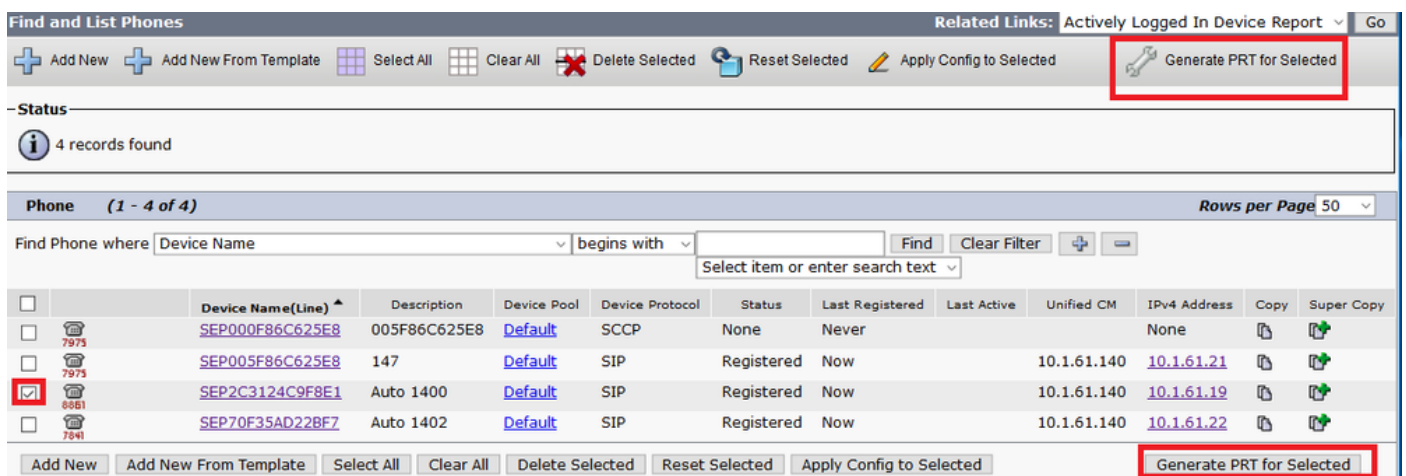 Find and List Phones Related Links: Actively Logged In Device Report Go
Add New Add New From Template Select All Clear All Delete Selected Reset Selected Apply Config to Selected Generate PRT for Selected
Status
4 records found
Phone (1 - 4 of 4) Rows per Page 50
Find Phone where Device Name begins with Find Clear Filter
Select item or enter search text
Device Name(Line) Description Device Pool Device Protocol Status Last Registered Last Active Unified CM IPv4 Address Copy Super Copy
7975 SEP000F86C625E8 005F86C625E8 Default SCCP None Never None
7975 SEP005F86C625E8 147 Default SIP Registered Now 10.1.61.140 10.1.61.21
8861 SEP2C3124C9F8E1 Auto 1400 Default SIP Registered Now 10.1.61.140 10.1.61.19
7841 SEP70F35AD22BF7 Auto 1402 Default SIP Registered Now 10.1.61.140 10.1.61.22
Add New Add New From Template Select All Clear All Delete Selected Reset Selected Apply Config to Selected Generate PRT for Selected